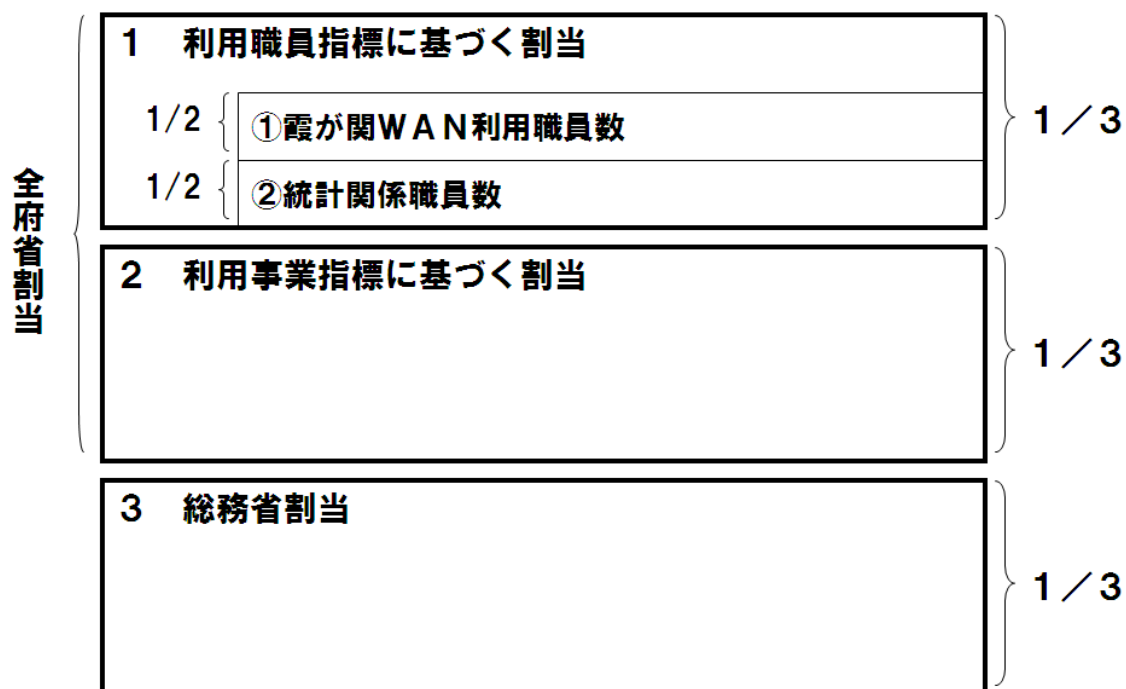 全府省割当
１　利用職員指標に基づく割当
1/2
①霞が関ＷＡＮ利用職員数
1/2
②統計関係職員数
１／３
２　利用事業指標に基づく割当
１／３
３　総務省割当
１／３